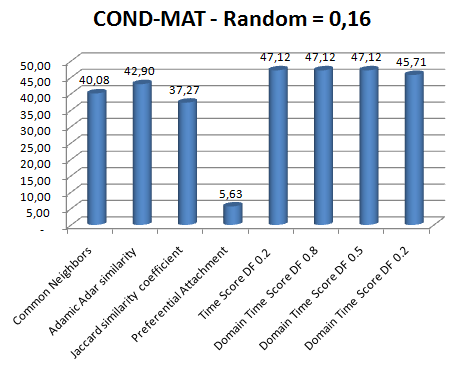 COND-MAT - Random = 0,16
50,00
45,00
40,00
35,00
30,00
25,00
20,00
15,00
10,00
5,00
-
40,08
42,90
37,27
5,63
47,12
47,12
47,12
45,71
Common Neighbors
Adamic Adar similarity
Jaccard similarity coefficient
Preferential Attachment
Time Score DF 0.2
Domain Time Score DF 0.8
Domain Time Score DF 0.5
Domain Time Score DF 0.2